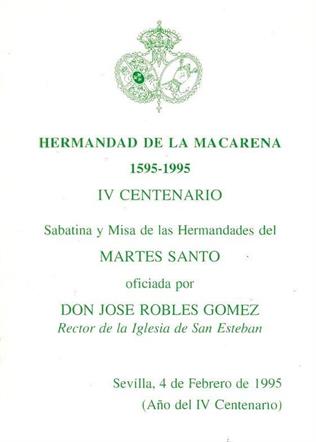 HERMANDAD DE LA MACARENA
1595-1995
IV CENTENARIO
Sabatina y Misa de las Hermandades del
MARTES SANTO
oficiada por
DON JOSE ROBLES GOMEZ
Rector de la Iglesia de San Esteban
Sevilla, 4 de Febrero de 1995
(Año del IV Centenario)